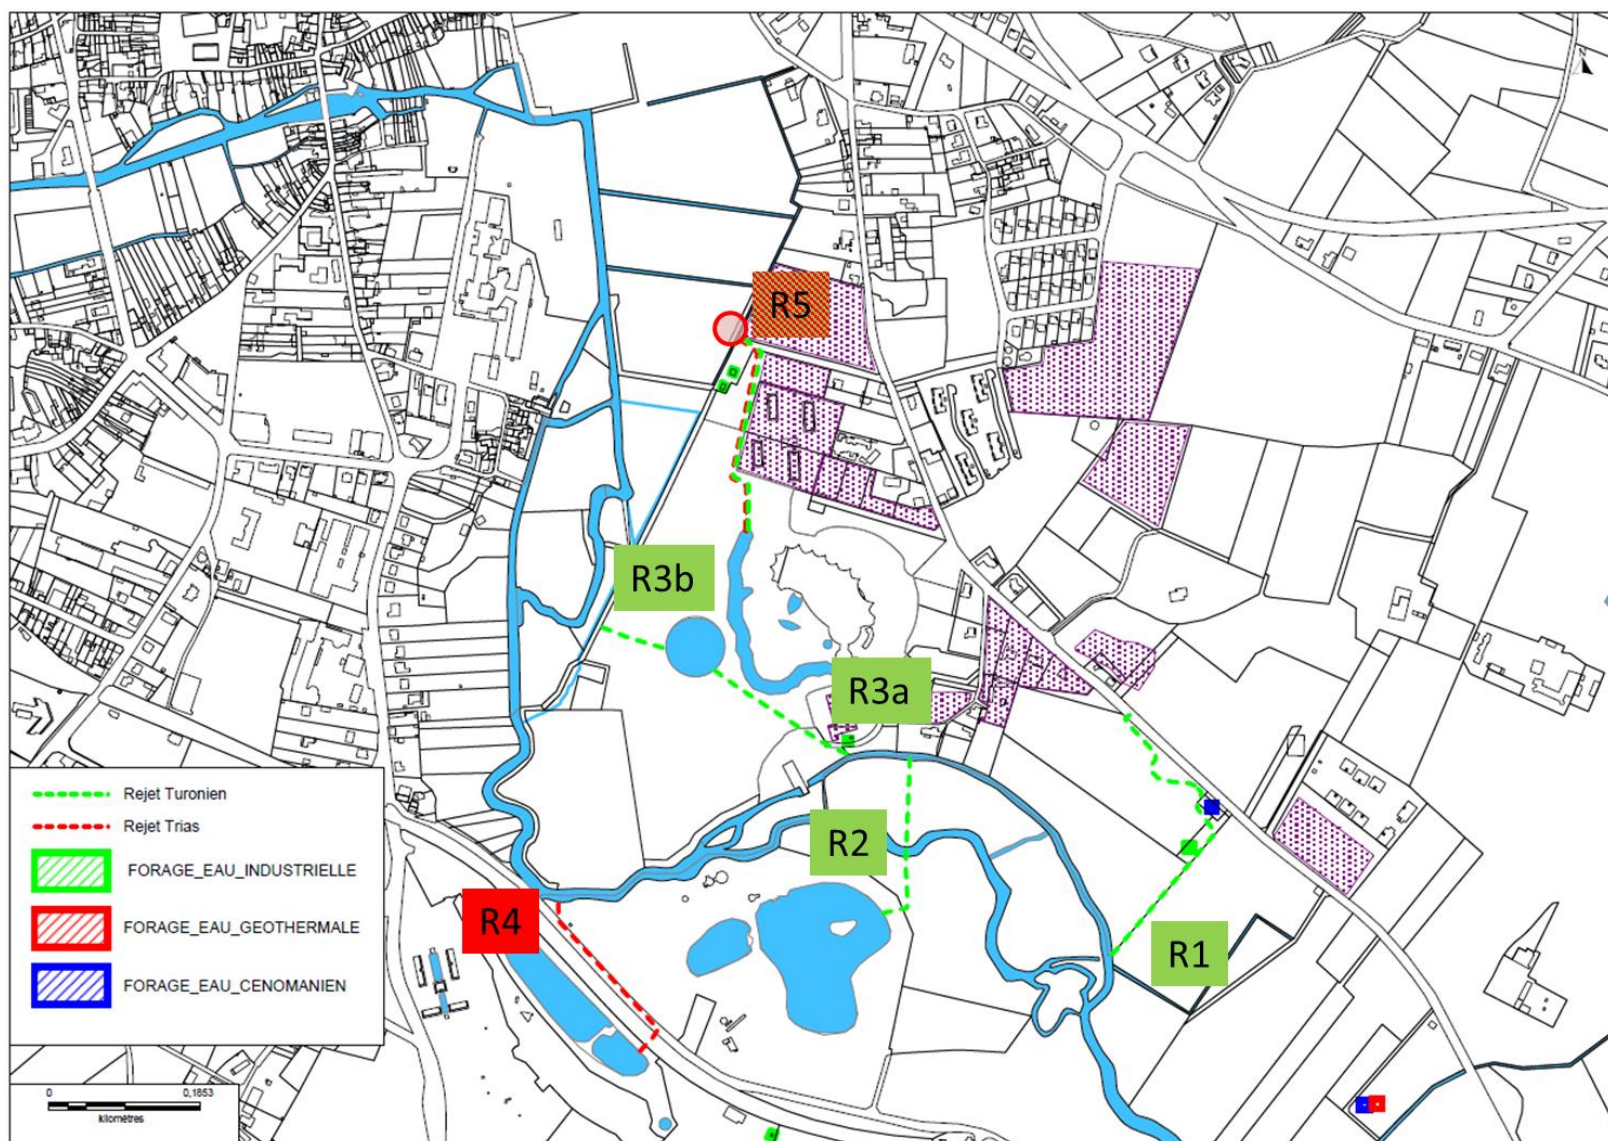 R5
R3b
R3a
R2
R4
R1
Rejet Turonien
Rejet Trias
FORAGE_EAU_INDUSTRIELLE
FORAGE_EAU_GEOTHERMALE
FORAGE_EAU_CENOMANIEN
0 0,1853
kilomètres